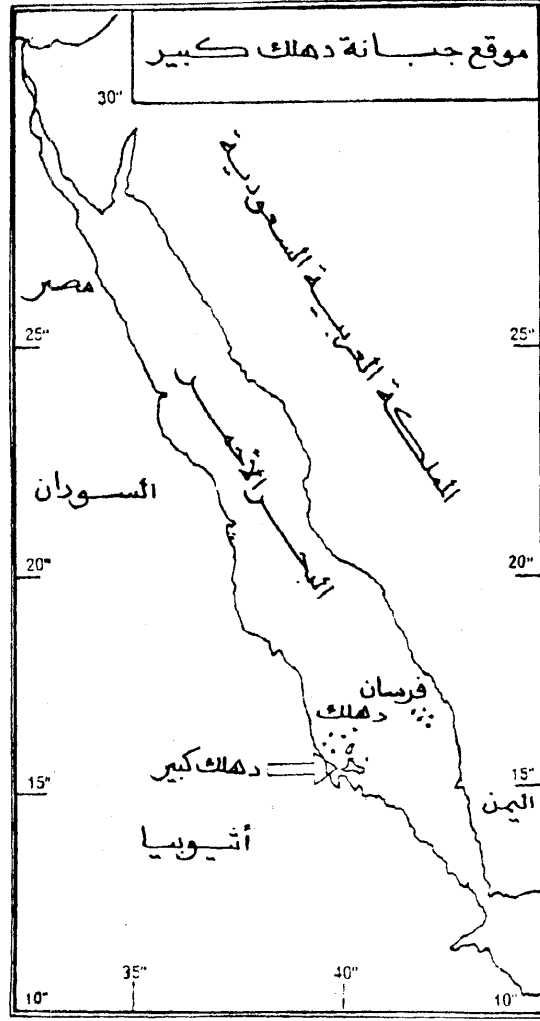 موقع جبانة دهلك كبير
30"
المملكة العربية السعودية
مصر
25"
25"
البحر الأحمر
السودان
20"
20"
فرسان
دهلك
دهلك كبير
15"
15"
اليمن
أثيوبيا
35"
40"
10"
10"